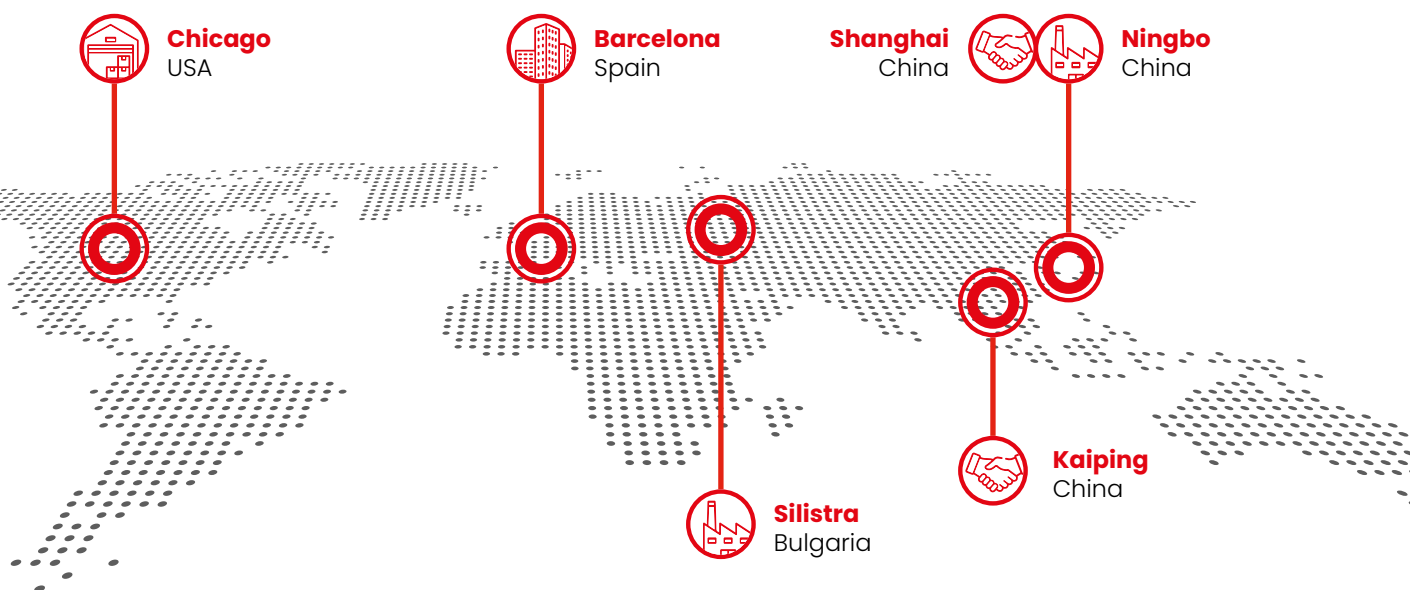 Chicago
USA
Barcelona
Spain
Shanghai
China
Ningbo
China
Kaiping
China
Silistra
Bulgaria